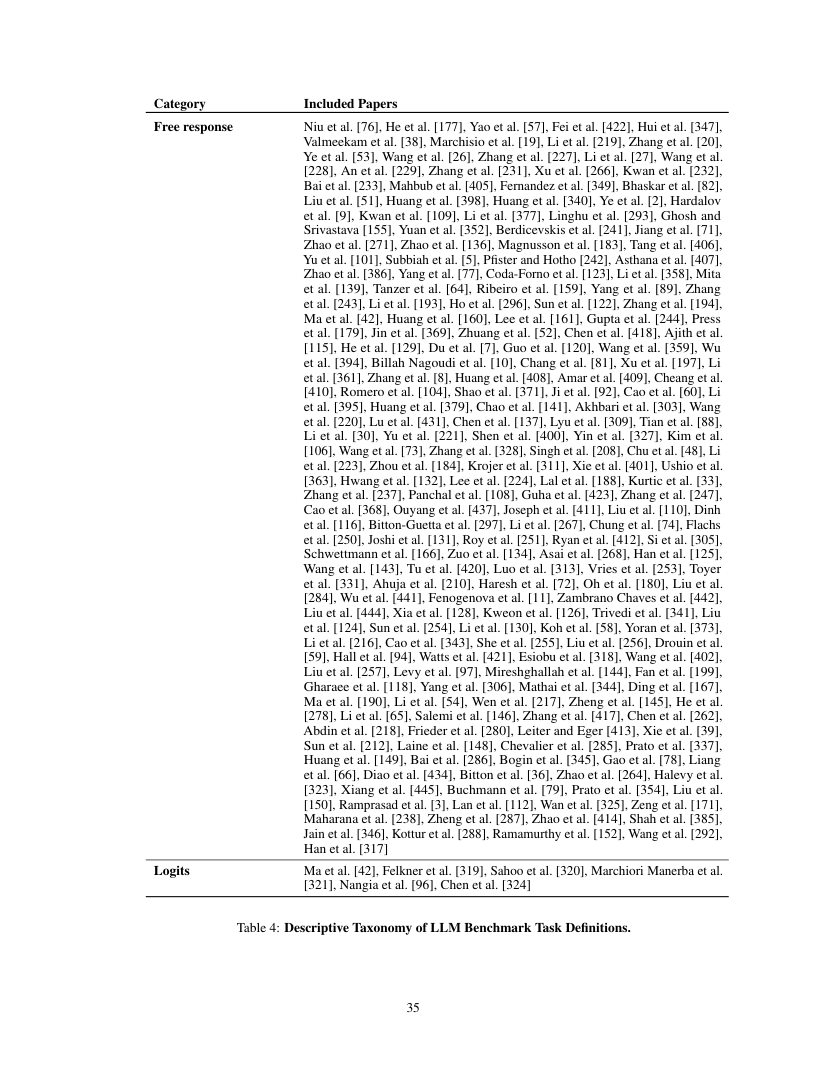 Category Included Papers
Free response Niu et al. [76], He et al. [177], Yao et al. [57], Fei et al. [422], Hui et al. [347],
Valmeekam et al. [38], Marchisio et al. [19], Li et al. [219], Zhang et al. [20],
Ye et al. [53], Wang et al. [26], Zhang et al. [227], Li et al. [27], Wang et al.
[228], An et al. [229], Zhang et al. [231], Xu et al. [266], Kwan et al. [232],
Bai et al. [233], Mahbub et al. [405], Fernandez et al. [349], Bhaskar et al. [82],
Liu et al. [51], Huang et al. [398], Huang et al. [340], Ye et al. [2], Hardalov
et al. [9], Kwan et al. [109], Li et al. [377], Linghu et al. [293], Ghosh and
Srivastava [155], Yuan et al. [352], Berdicevskis et al. [241], Jiang et al. [71],
Zhao et al. [271], Zhao et al. [136], Magnusson et al. [183], Tang et al. [406],
Yu et al. [101], Subbiah et al. [5], Pfister and Hotho [242], Asthana et al. [407],
Zhao et al. [386], Yang et al. [77], Coda-Forno et al. [123], Li et al. [358], Mita
et al. [139], Tanzer et al. [64], Ribeiro et al. [159], Yang et al. [89], Zhang
et al. [243], Li et al. [193], Ho et al. [296], Sun et al. [122], Zhang et al. [194],
Ma et al. [42], Huang et al. [160], Lee et al. [161], Gupta et al. [244], Press
et al. [179], Jin et al. [369], Zhuang et al. [52], Chen et al. [418], Ajith et al.
[115], He et al. [129], Du et al. [7], Guo et al. [120], Wang et al. [359], Wu
et al. [394], Billah Nagoudi et al. [10], Chang et al. [81], Xu et al. [197], Li
et al. [361], Zhang et al. [8], Huang et al. [408], Amar et al. [409], Cheang et al.
[410], Romero et al. [104], Shao et al. [371], Ji et al. [92], Cao et al. [60], Li
et al. [395], Huang et al. [379], Chao et al. [141], Akhbari et al. [303], Wang
et al. [220], Lu et al. [431], Chen et al. [137], Lyu et al. [309], Tian et al. [88],
Li et al. [30], Yu et al. [221], Shen et al. [400], Yin et al. [327], Kim et al.
[106], Wang et al. [73], Zhang et al. [328], Singh et al. [208], Chu et al. [48], Li
et al. [223], Zhou et al. [184], Krojer et al. [311], Xie et al. [401], Ushio et al.
[363], Hwang et al. [132], Lee et al. [224], Lal et al. [188], Kurtic et al. [33],
Zhang et al. [237], Panchal et al. [108], Guha et al. [423], Zhang et al. [247],
Cao et al. [368], Ouyang et al. [437], Joseph et al. [411], Liu et al. [110], Dinh
et al. [116], Bitton-Guetta et al. [297], Li et al. [267], Chung et al. [74], Flachs
et al. [250], Joshi et al. [131], Roy et al. [251], Ryan et al. [412], Si et al. [305],
Schwettmann et al. [166], Zuo et al. [134], Asai et al. [268], Han et al. [125],
Wang et al. [143], Tu et al. [420], Luo et al. [313], Vries et al. [253], Toyer
et al. [331], Ahuja et al. [210], Haresh et al. [72], Oh et al. [180], Liu et al.
[284], Wu et al. [441], Fenogenova et al. [11], Zambrano Chaves et al. [442],
Liu et al. [444], Xia et al. [128], Kweon et al. [126], Trivedi et al. [341], Liu
et al. [124], Sun et al. [254], Li et al. [130], Koh et al. [58], Yoran et al. [373],
Li et al. [216], Cao et al. [343], She et al. [255], Liu et al. [256], Drouin et al.
[59], Hall et al. [94], Watts et al. [421], Esiobu et al. [318], Wang et al. [402],
Liu et al. [257], Levy et al. [97], Mireshghallah et al. [144], Fan et al. [199],
Gharaee et al. [118], Yang et al. [306], Mathai et al. [344], Ding et al. [167],
Ma et al. [190], Li et al. [54], Wen et al. [217], Zheng et al. [145], He et al.
[278], Li et al. [65], Salemi et al. [146], Zhang et al. [417], Chen et al. [262],
Abdin et al. [218], Frieder et al. [280], Leiter and Eger [413], Xie et al. [39],
Sun et al. [212], Laine et al. [148], Chevalier et al. [285], Prato et al. [337],
Huang et al. [149], Bai et al. [286], Bogin et al. [345], Gao et al. [78], Liang
et al. [66], Diao et al. [434], Bitton et al. [36], Zhao et al. [264], Halevy et al.
[323], Xiang et al. [445], Buchmann et al. [79], Prato et al. [354], Liu et al.
[150], Ramprasad et al. [3], Lan et al. [112], Wan et al. [325], Zeng et al. [171],
Maharana et al. [238], Zheng et al. [287], Zhao et al. [414], Shah et al. [385],
Jain et al. [346], Kottur et al. [288], Ramamurthy et al. [152], Wang et al. [292],
Han et al. [317]
Logits Ma et al. [42], Felkner et al. [319], Sahoo et al. [320], Marchiori Manerba et al.
[321], Nangia et al. [96], Chen et al. [324]
Table 4: Descriptive Taxonomy of LLM Benchmark Task Definitions.
35